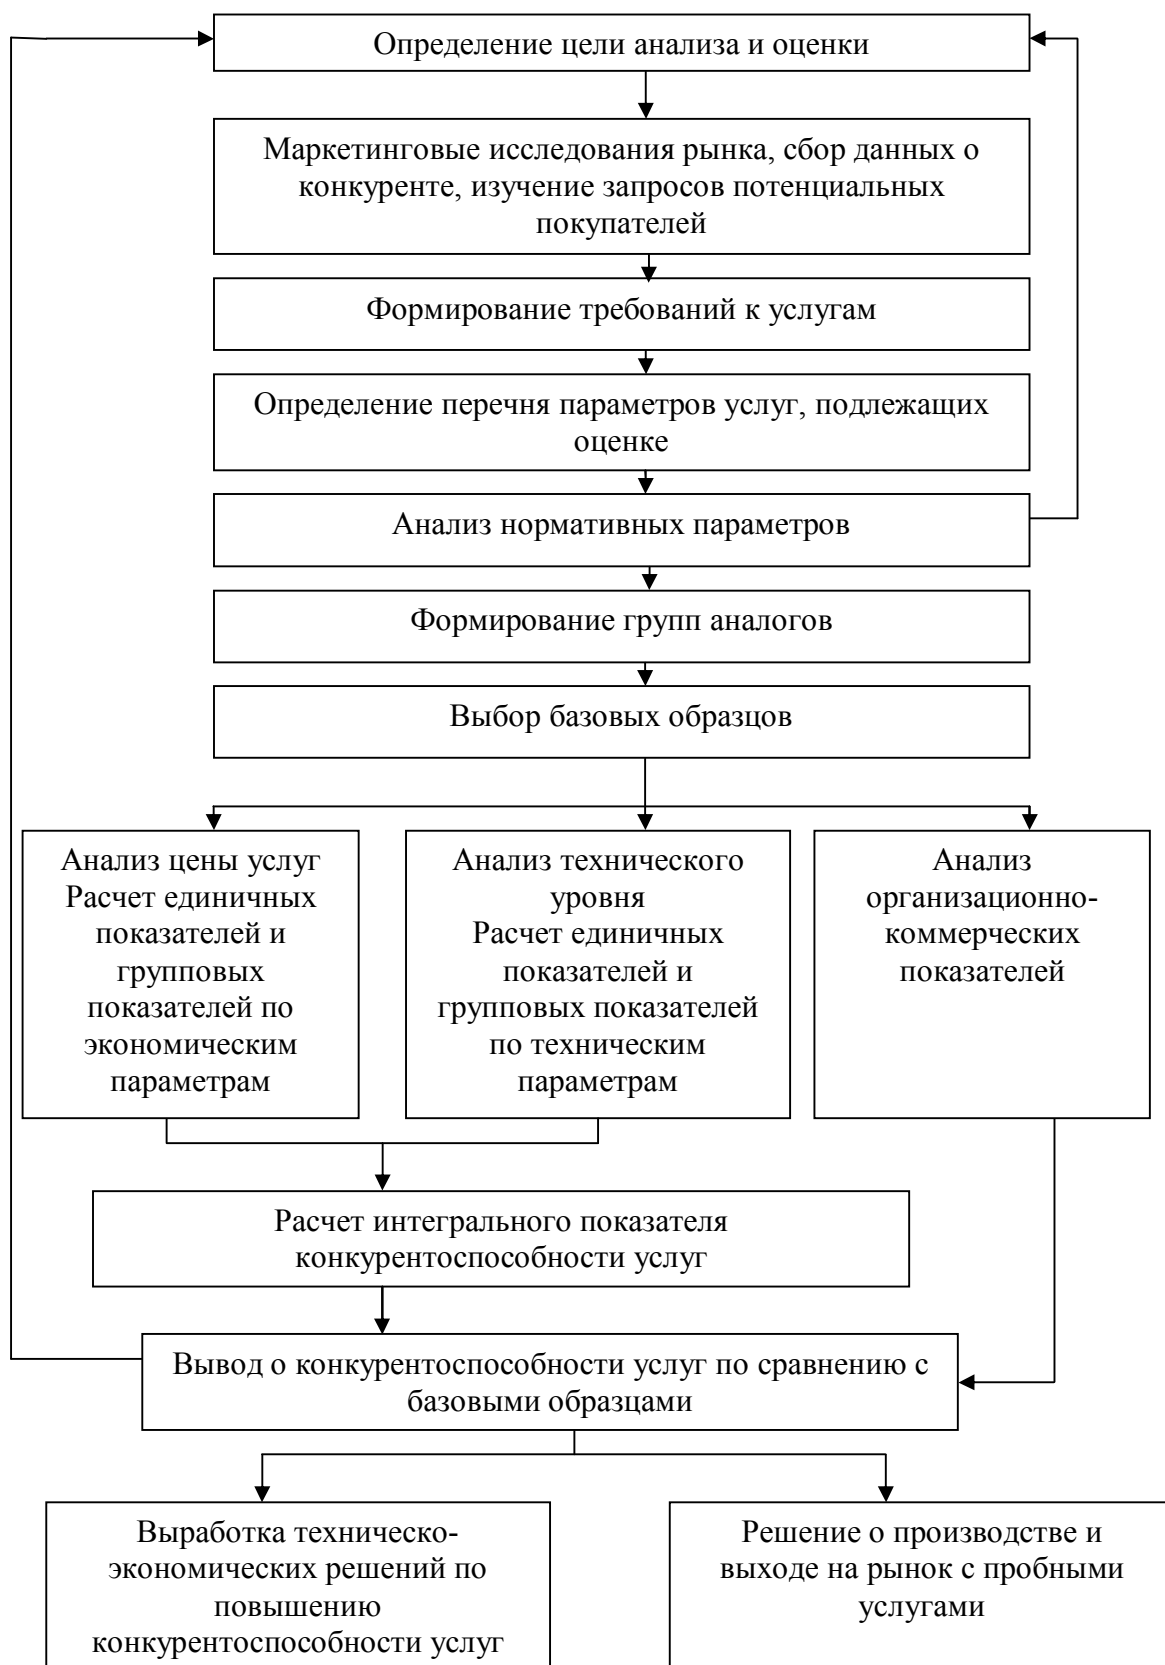 Определение цели анализа и оценки
Маркетинговые исследования рынка, сбор данных о
конкуренте, изучение запросов потенциальных
покупателей
Формирование требований к услугам
Определение перечня параметров услуг, подлежащих
оценке
Анализ нормативных параметров
Формирование групп аналогов
Выбор базовых образцов
Анализ цены услуг
Расчет единичных
показателей и
групповых
показателей по
экономическим
параметрам
Анализ технического
уровня
Расчет единичных
показателей и
групповых показателей
по техническим
параметрам
Анализ
организационно-
коммерческих
показателей
Расчет интегрального показателя
конкурентоспособности услуг
Вывод о конкурентоспособности услуг по сравнению с
базовыми образцами
Выработка техническо-
экономических решений по
повышению
конкурентоспособности услуг
Решение о производстве и
выходе на рынок с пробными
услугами